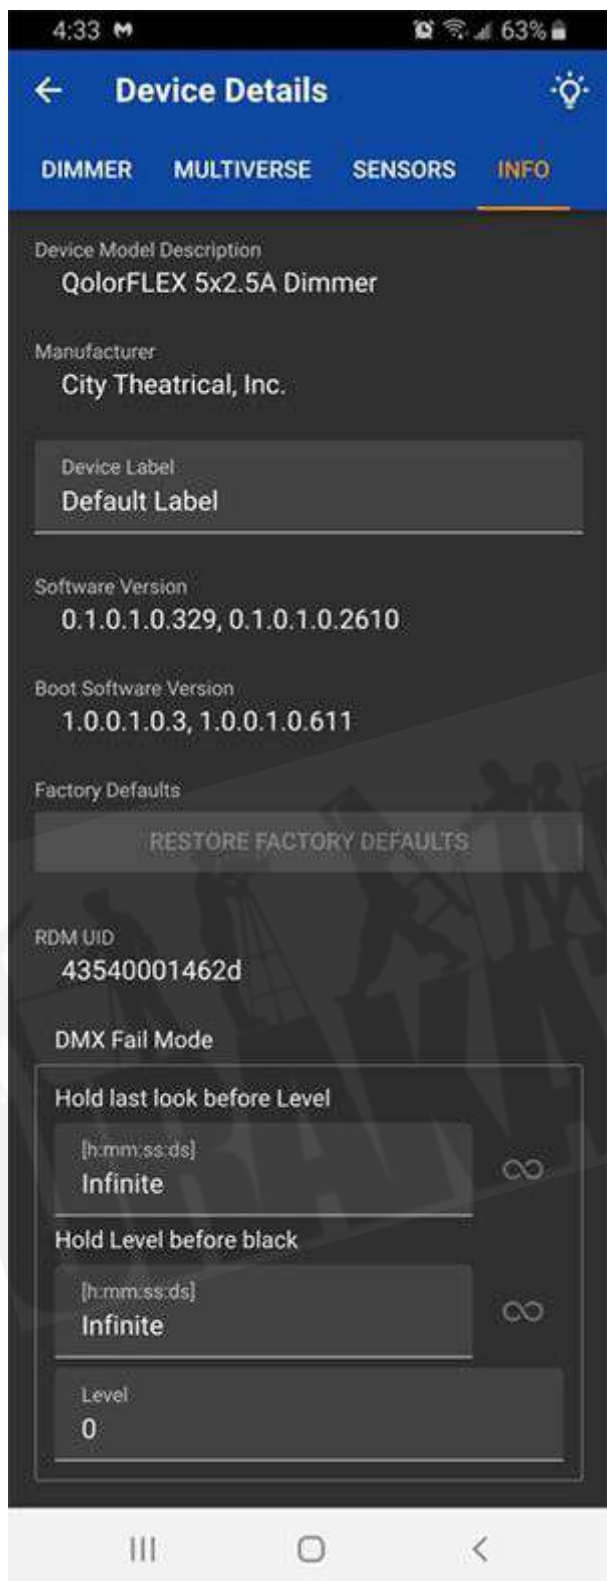 4:33 63%
Device Details
DIMMER MULTIVERSE SENSORS INFO
Device Model Description
QolorFLEX 5x2.5A Dimmer
Manufacturer
City Theatrical, Inc.
Device Label
Default Label
Software Version
0.1.0.1.0.329, 0.1.0.1.0.2610
Boot Software Version
1.0.0.1.0.3, 1.0.0.1.0.611
Factory Defaults
RESTORE FACTORY DEFAULTS
RDM UID
43540001462d
DMX Fail Mode
Hold last look before Level
[h:mm:ss:ds]
Infinite
Hold Level before black
[h:mm:ss:ds]
Infinite
Level
0